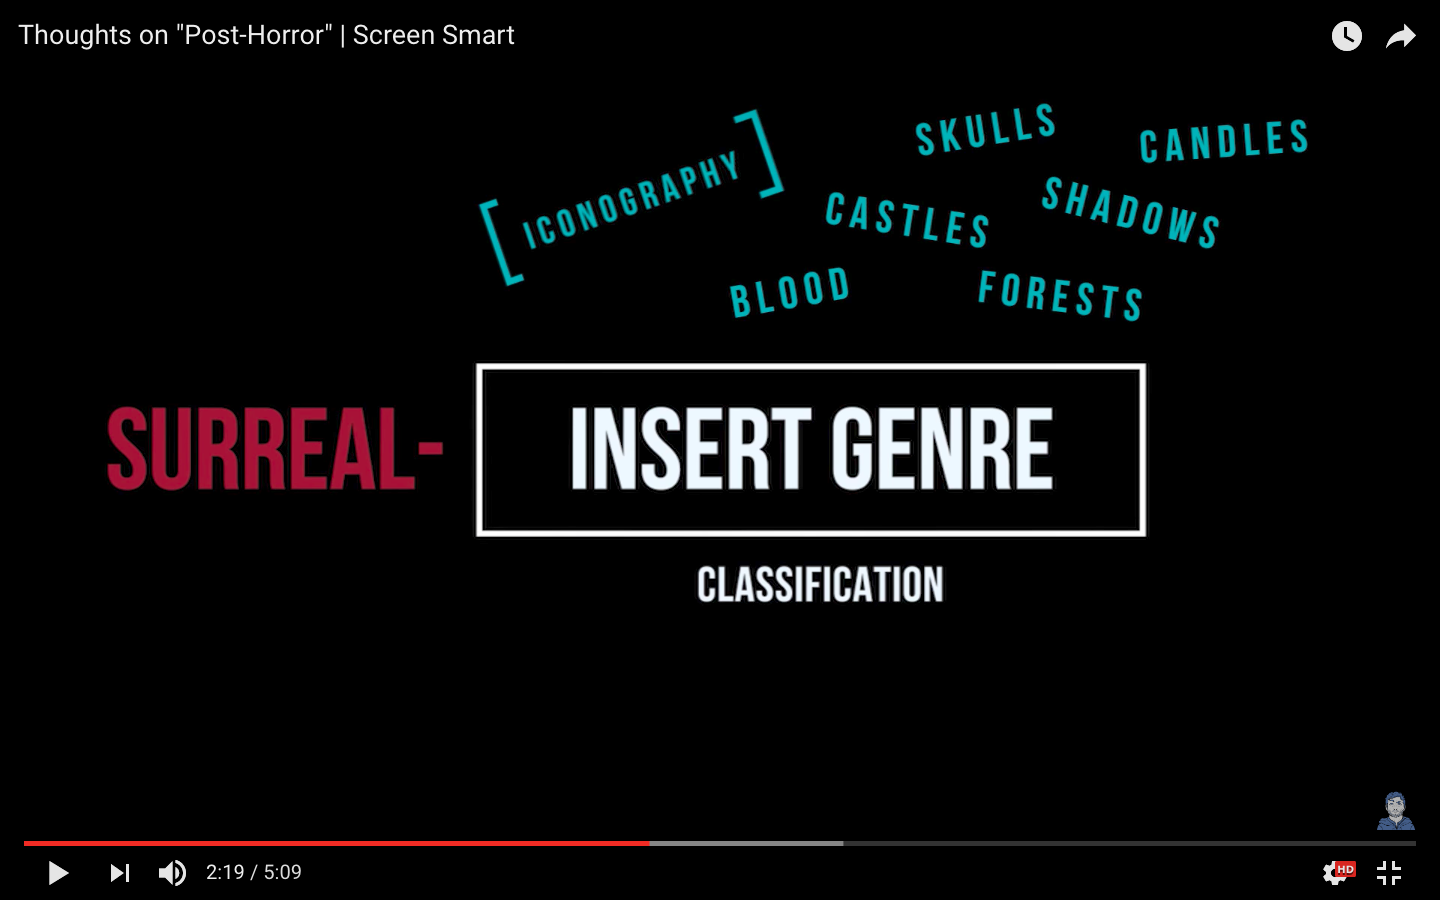 Thoughts on "Post-Horror" | Screen Smart
SKULLS
CANDLES
[ICONOGRAPHY]
CASTLES
SHADOWS
BLOOD
FORESTS
SURREAL- INSERT GENRE
CLASSIFICATION
2:19 / 5:09
HD